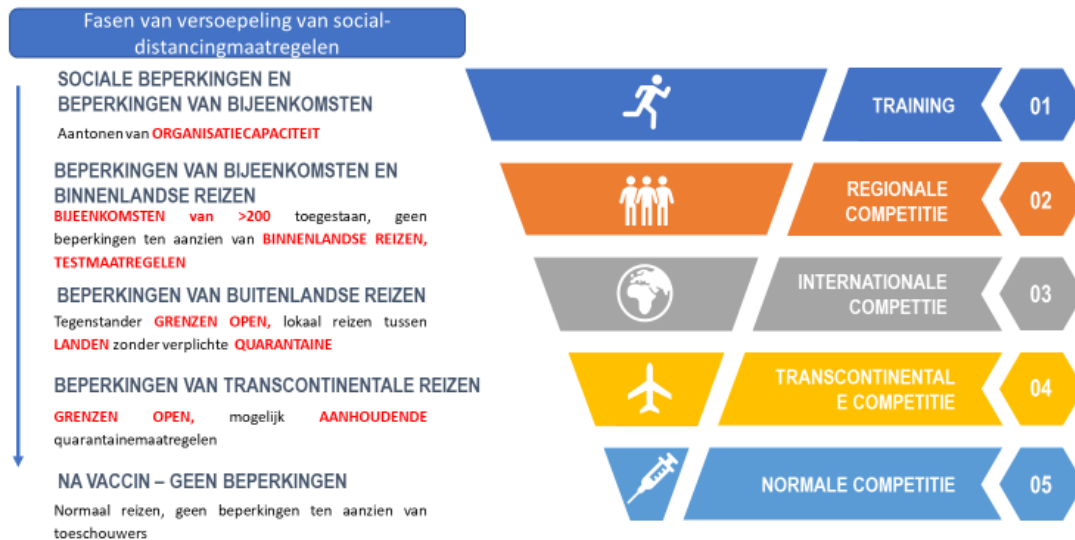 Fasen van versoepeling van social-
distancingmaatregelen
SOCIALE BEPERKINGEN EN
BEPERKINGEN VAN BIJEENKOMSTEN
Aantonen van ORGANISATIECAPACITEIT
TRAINING
01
BEPERKINGEN VAN BIJEENKOMSTEN EN
BINNENLANDSE REIZEN
BIJEENKOMSTEN van >200 toegestaan, geen
beperkingen ten aanzien van BINNENLANDSE REIZEN,
TESTMAATREGELEN
REGIONALE
COMPETITIE
02
BEPERKINGEN VAN BUITENLANDSE REIZEN
Tegenstander GRENZEN OPEN, lokaal reizen tussen
LANDEN zonder verplichte QUARANTAINE
INTERNATIONALE
COMPETTIE
03
BEPERKINGEN VAN TRANSCONTINENTALE REIZEN
GRENZEN OPEN, mogelijk AANHOUDENDE
quarantainemaatregelen
TRANSCONTINENTAL
E COMPETITIE
04
NA VACCIN – GEEN BEPERKINGEN
Normaal reizen, geen beperkingen ten aanzien van
toeschouwers
NORMALE COMPETITIE
05